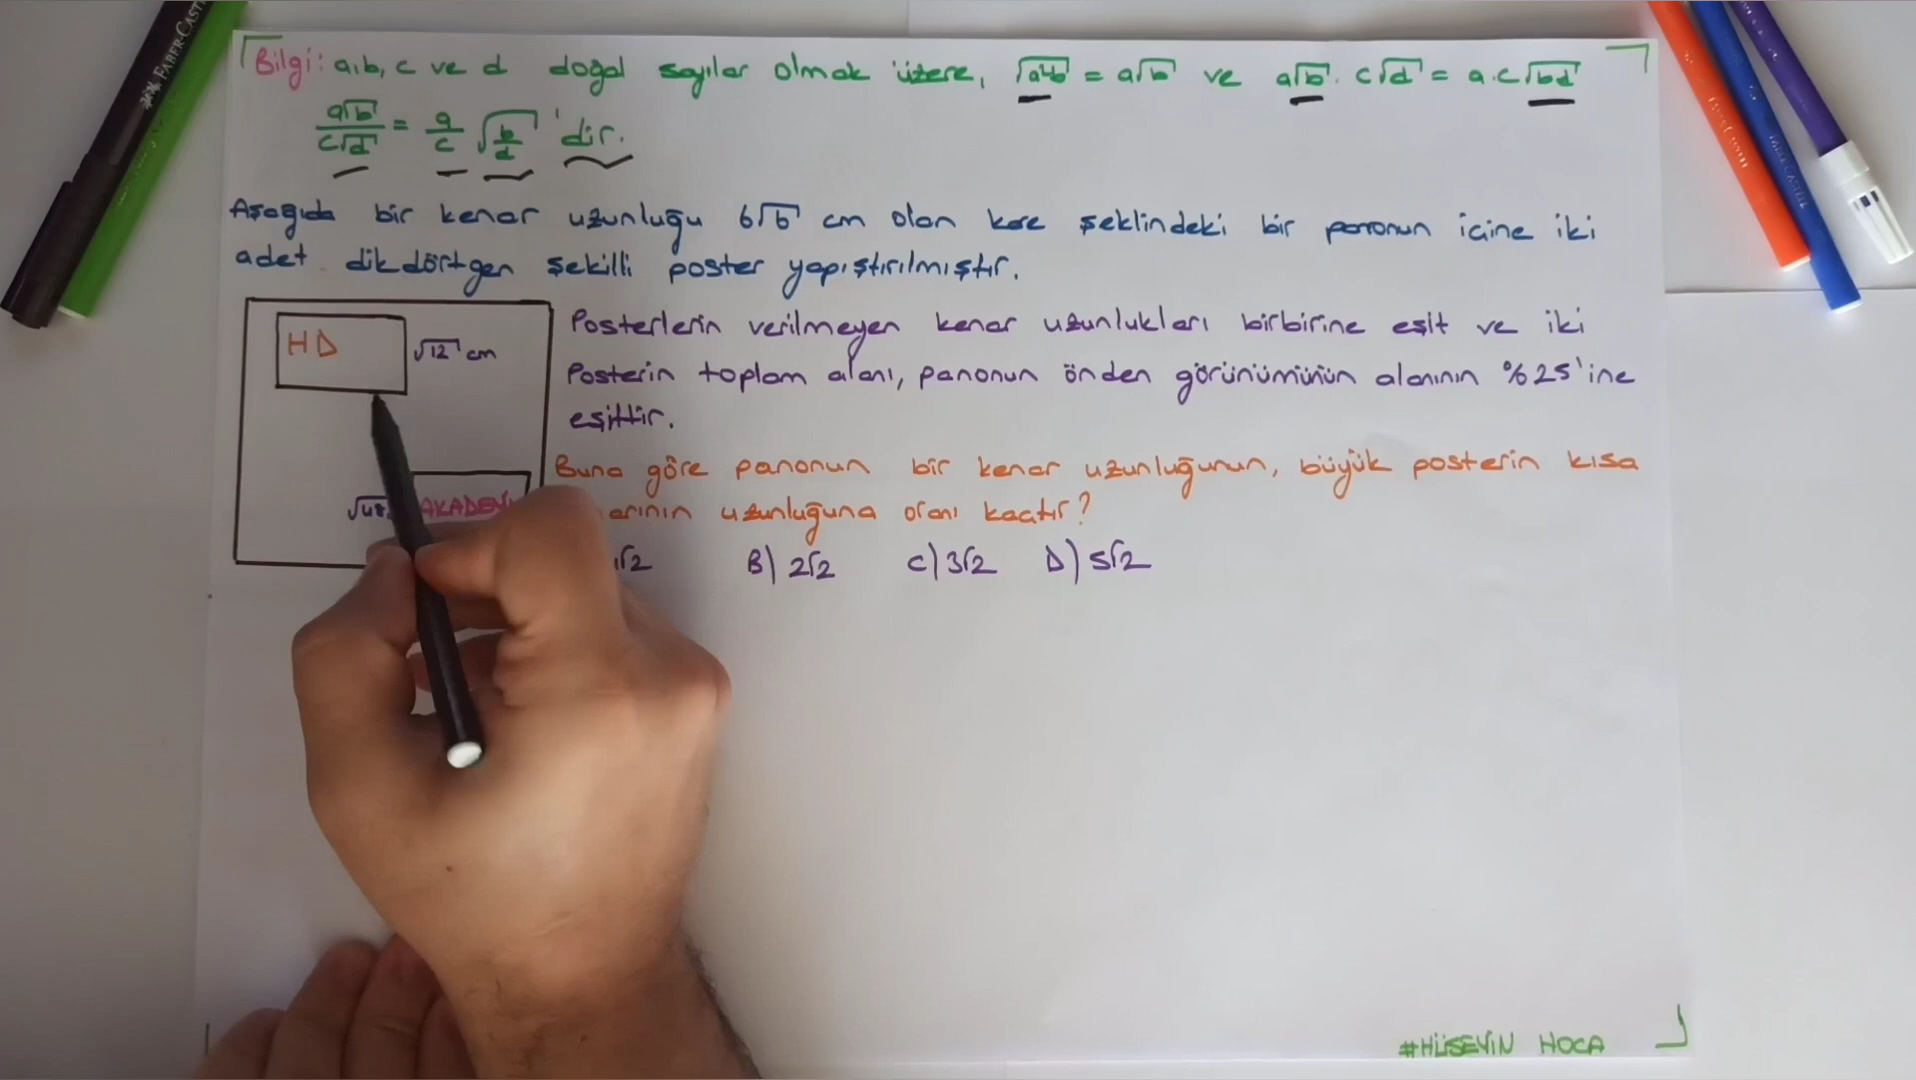 Bilgi: a,b, c ve d doğal sayılar olmak üzere, √a²b = a√b ve a√b . c√d = a.c√bd
a√b/c√d = a/c √b/d 'dir.
Aşağıda bir kenar uzunluğu 6√6 cm olan kare şeklindeki bir panonun içine iki
adet dikdörtgen şekilli poster yapıştırılmıştır.
HD
√12 cm
Posterlerin verilmeyen kenar uzunlukları birbirine eşit ve iki
Posterin toplam alanı, panonun önden görünümünün alanının %25'ine
eşittir.
Buna göre panonun bir kenar uzunluğunun, büyük posterin kısa
uzunluğuna oranı kaçtır?
√2 B) 2√2 C) 3√2 D) 5√2
#HÜSEYİN HOCA
FABER-CASTELL